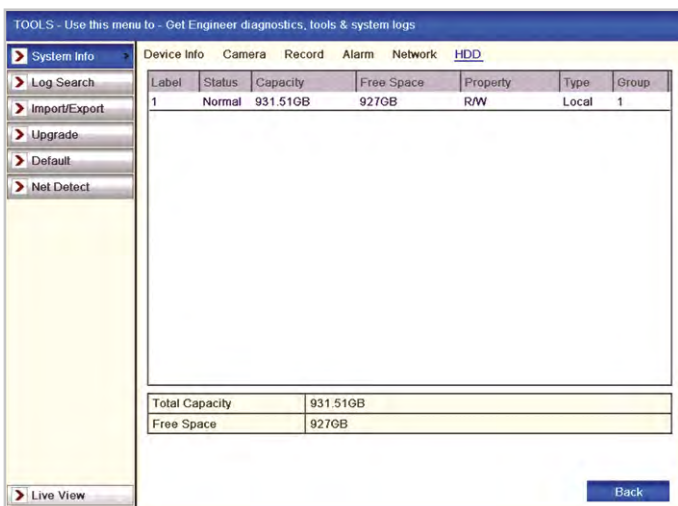 TOOLS - Use this menu to - Get Engineer diagnostics, tools & system logs
System Info
Log Search
Import/Export
Upgrade
Default
Net Detect
Live View
Device Info Camera Record Alarm Network HDD
Label Status Capacity Free Space Property Type Group
1 Normal 931.51GB 927GB R/W Local 1
Total Capacity 931.51GB
Free Space 927GB
Back